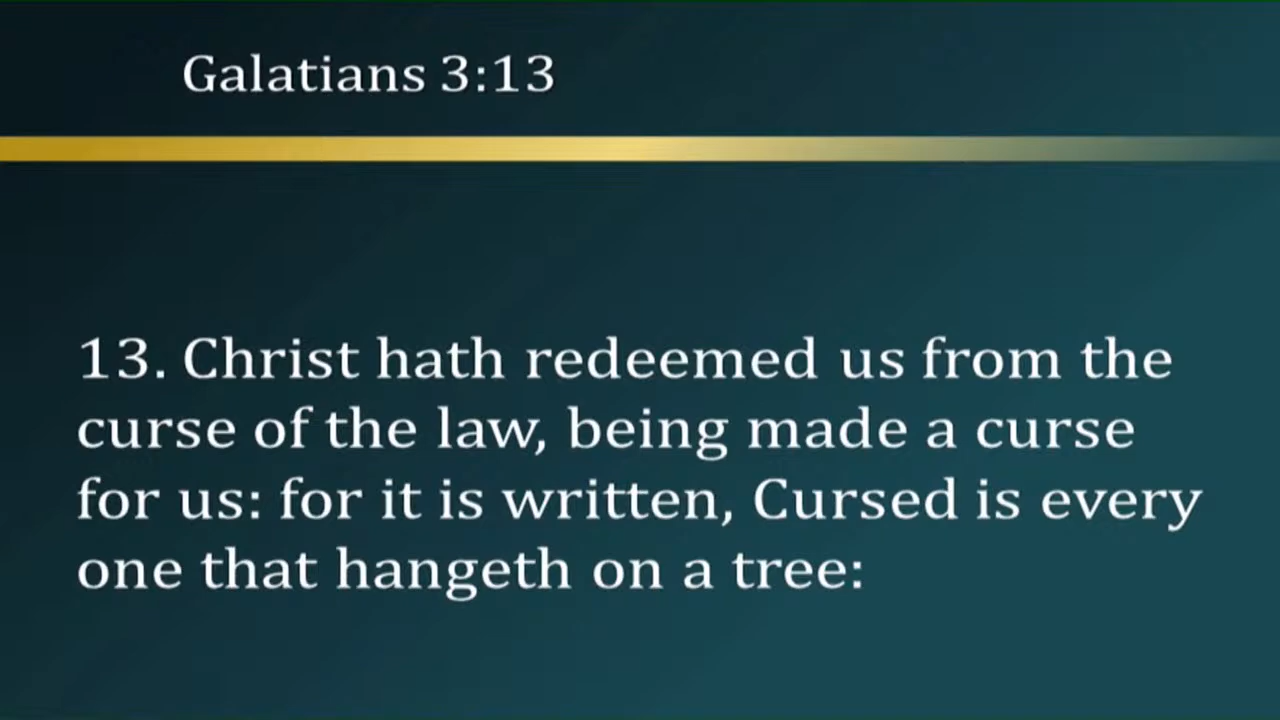 Galatians 3:13
13. Christ hath redeemed us from the
curse of the law, being made a curse
for us: for it is written, Cursed is every
one that hangeth on a tree: